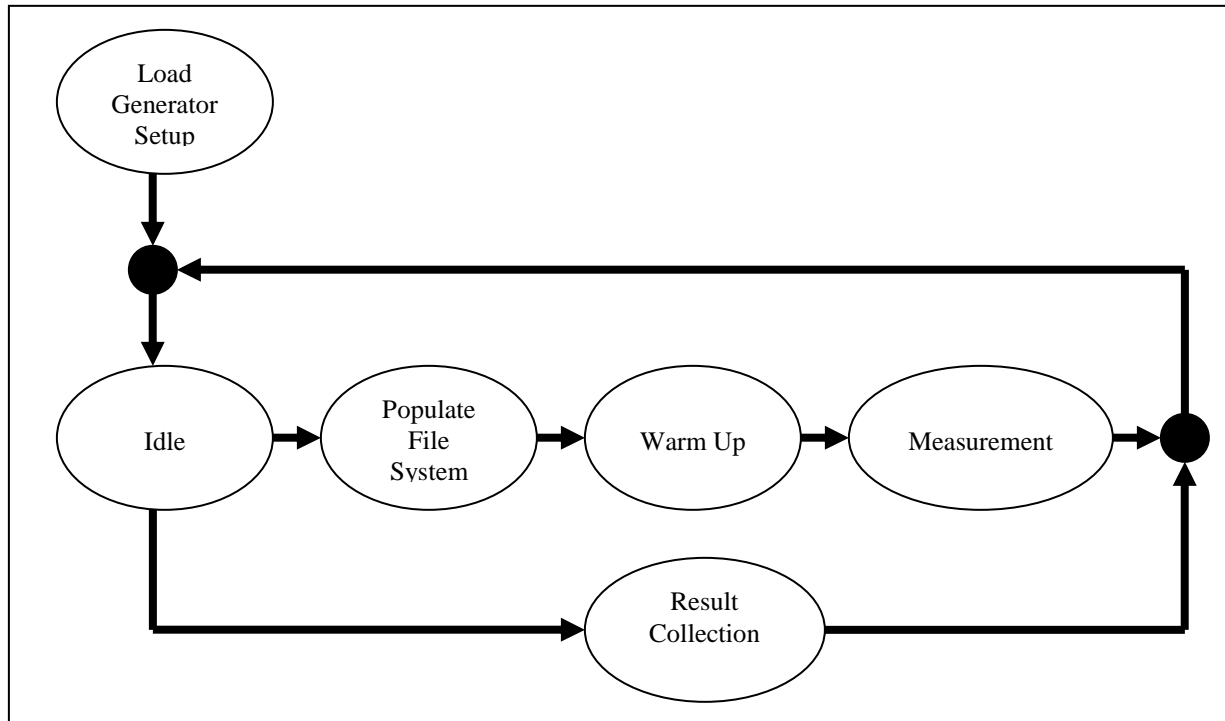 Load
Generator
Setup
Idle
Populate
File
System
Warm Up
Measurement
Result
Collection